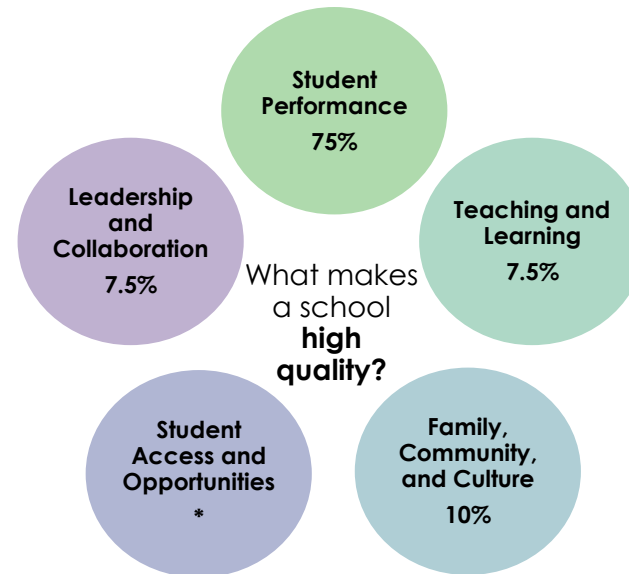 Student
Performance
75%
Leadership
and
Collaboration
7.5%
Teaching and
Learning
7.5%
What makes
a school
high
quality?
Student
Access and
Opportunities
*
Family,
Community,
and Culture
10%